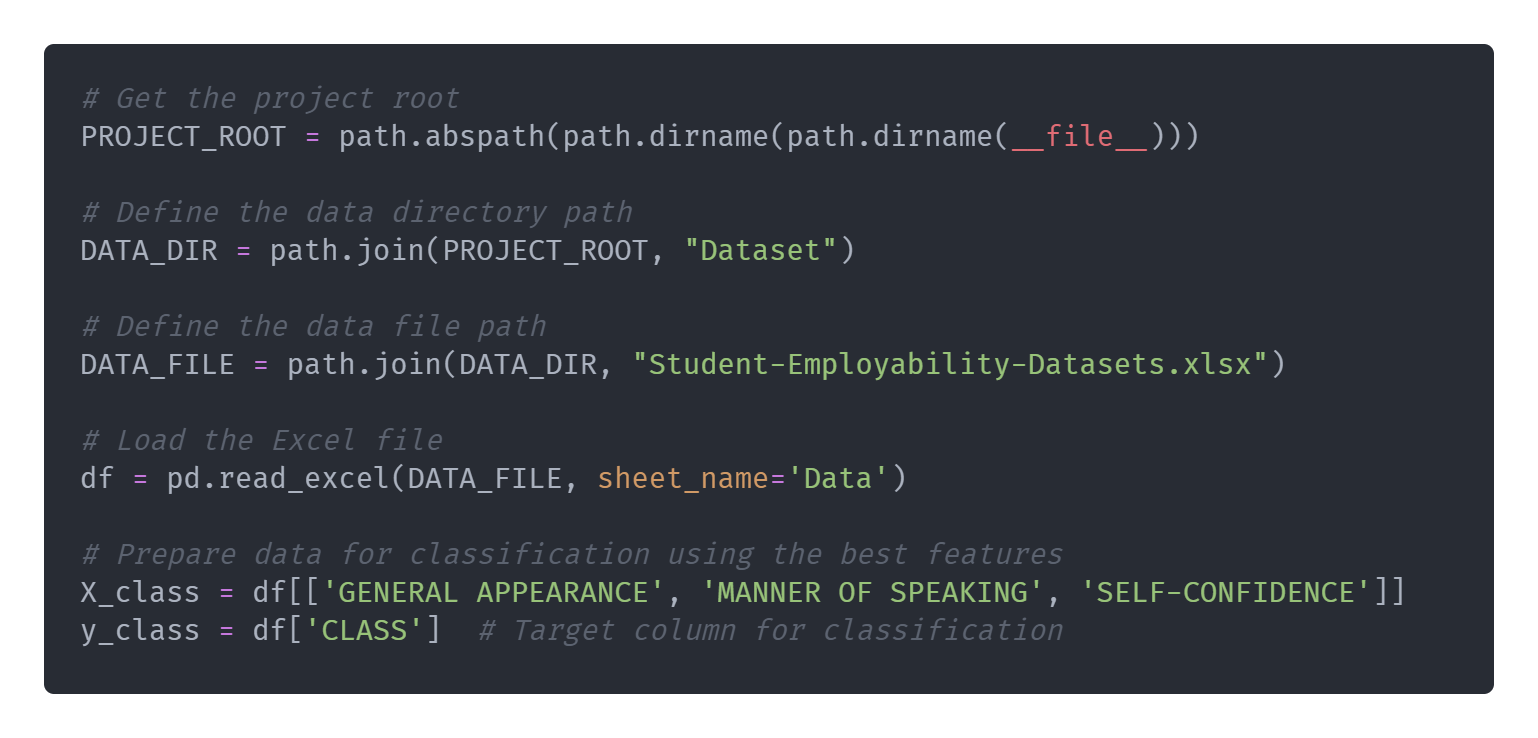 # Get the project root
PROJECT_ROOT = path.abspath(path.dirname(path.dirname(__file__)))
# Define the data directory path
DATA_DIR = path.join(PROJECT_ROOT, "Dataset")
# Define the data file path
DATA_FILE = path.join(DATA_DIR, "Student-Employability-Datasets.xlsx")
# Load the Excel file
df = pd.read_excel(DATA_FILE, sheet_name='Data')
# Prepare data for classification using the best features
X_class = df[['GENERAL APPEARANCE', 'MANNER OF SPEAKING', 'SELF-CONFIDENCE']]
y_class = df['CLASS']  # Target column for classification